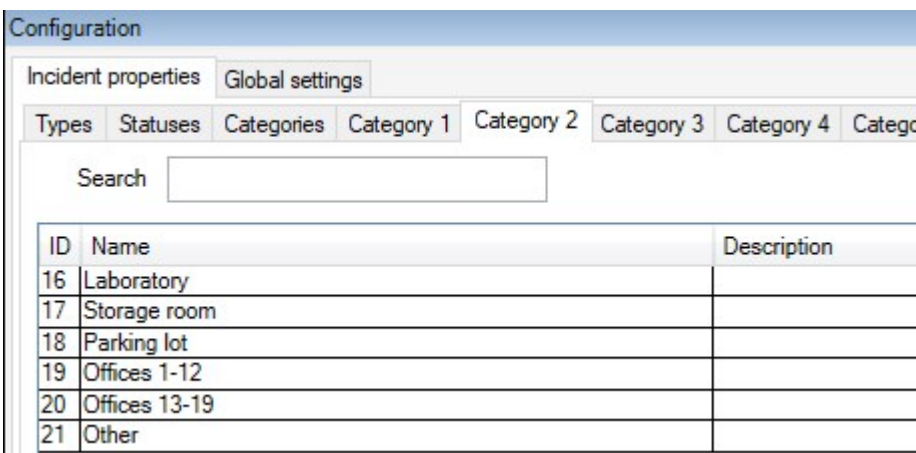 Configuration
Incident properties Global settings
Types Statuses Categories Category 1 Category 2 Category 3 Category 4
Search
ID Name Description
16 Laboratory
17 Storage room
18 Parking lot
19 Offices 1-12
20 Offices 13-19
21 Other